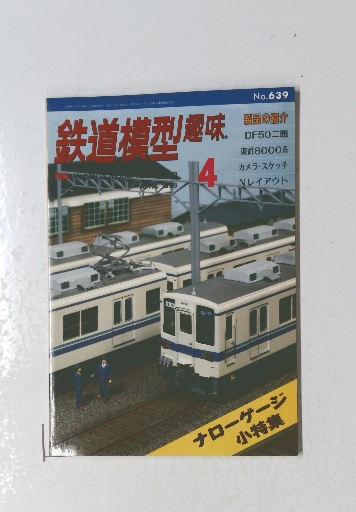 No.639
鉄道模型趣味
製品の紹介
DF50二題
東武8000系
カメラ・スケッチ
Nレイアウト
4
ナローゲージ
小特集